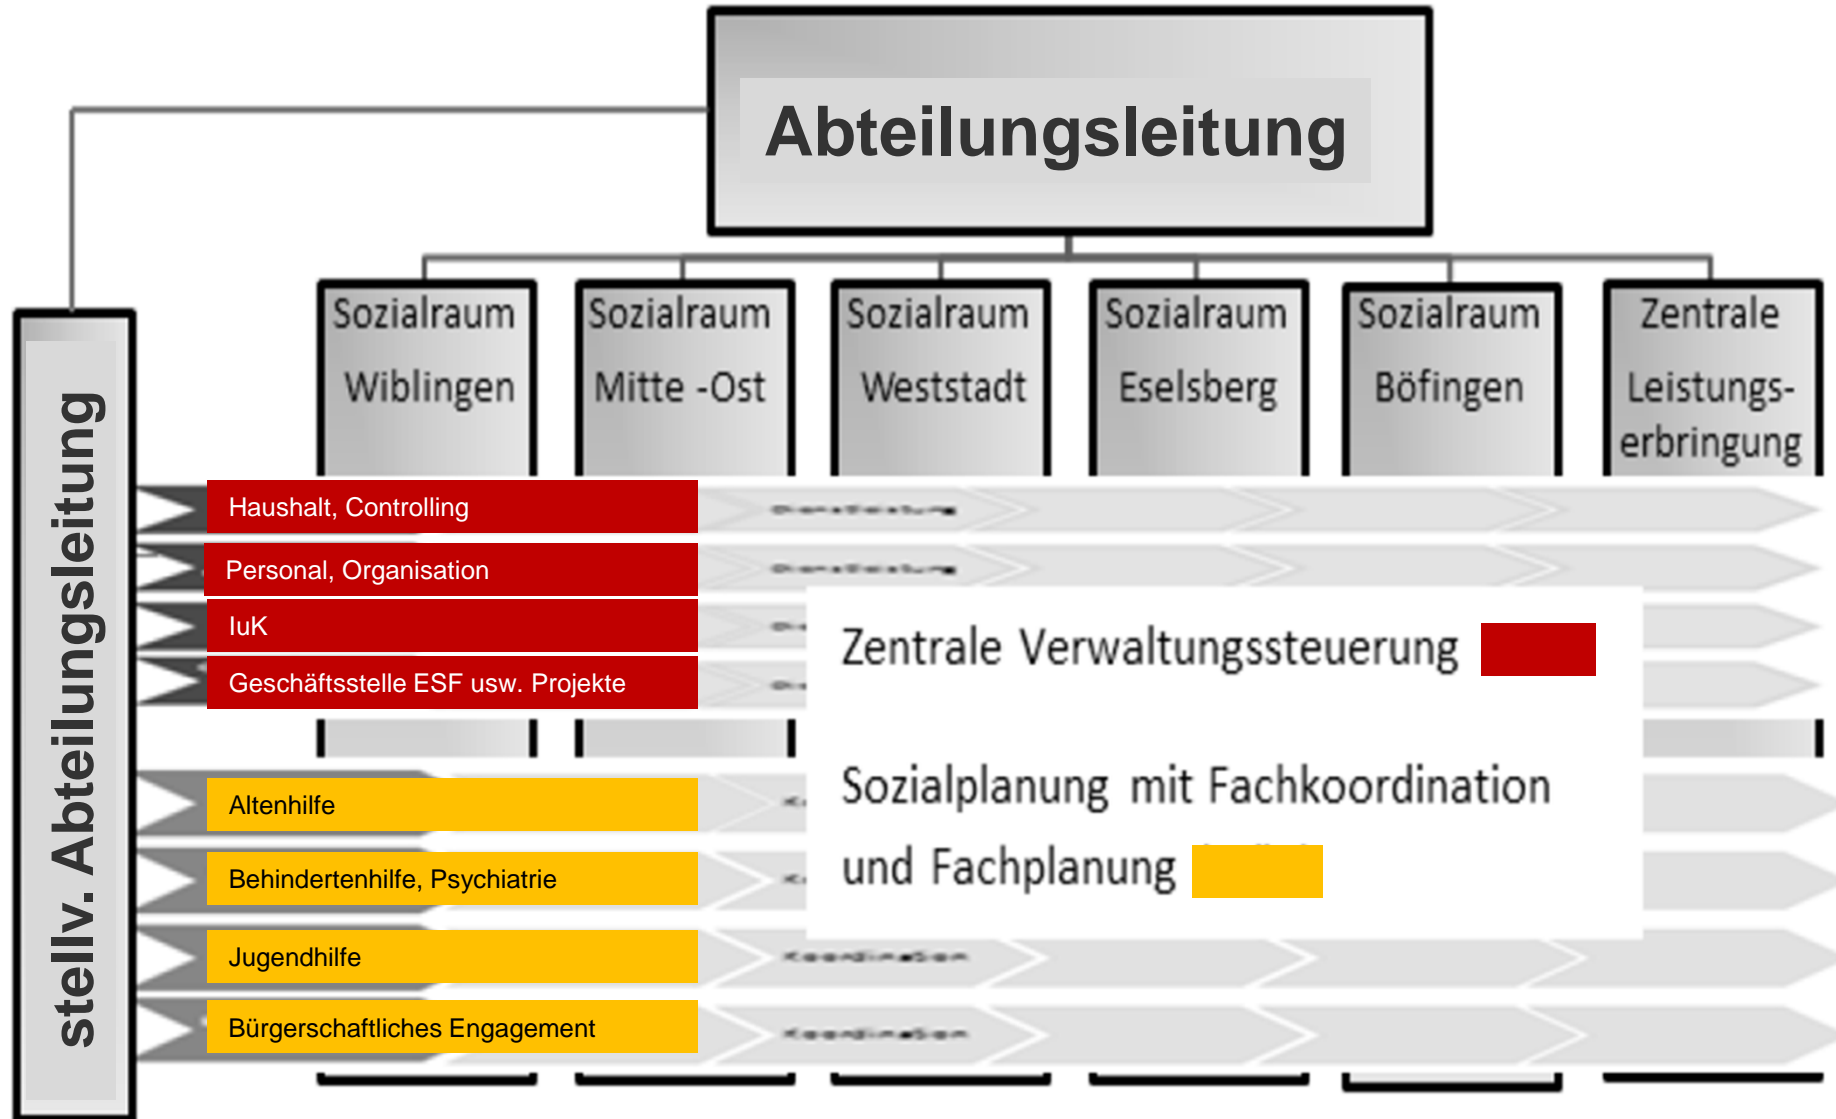 Abteilungsleitung
stellv. Abteilungsleitung
Sozialraum
Wiblingen
Sozialraum
Mitte -Ost
Sozialraum
Weststadt
Sozialraum
Eselsberg
Sozialraum
Böfingen
Zentrale
Leistungs-
erbringung
Haushalt, Controlling
Personal, Organisation
IuK
Geschäftsstelle ESF usw. Projekte
Zentrale Verwaltungssteuerung
Sozialplanung mit Fachkoordination
und Fachplanung
Altenhilfe
Behindertenhilfe, Psychiatrie
Jugendhilfe
Koordination
Bürgerschaftliches Engagement
Koordination